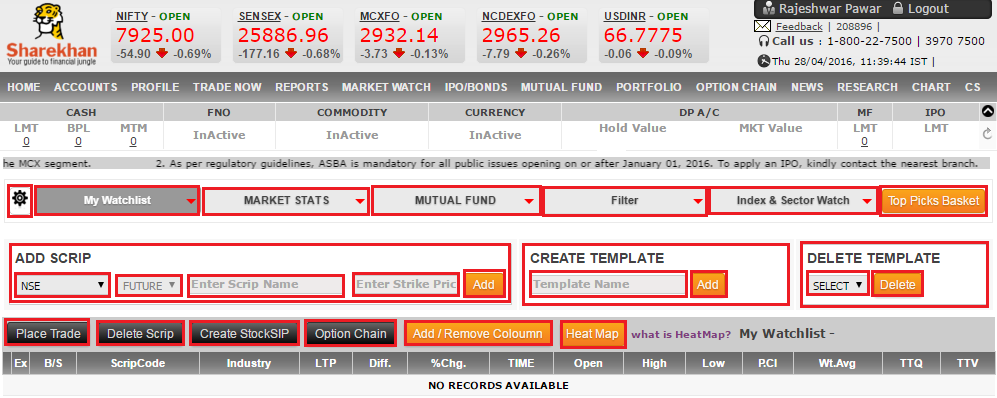 Sharekhan
Your guide to financial jungle
NIFTY - OPEN
7925.00
-54.90 -0.69%
SENSEX - OPEN
25886.96
-177.16 -0.68%
MCXFO - OPEN
2932.14
-3.73 -0.13%
NCDEXFO - OPEN
2965.26
-7.79 -0.26%
USDINR - OPEN
66.7775
-0.06 -0.09%
Rajeshwar Pawar Logout
Feedback | 208896 |
Call us : 1-800-22-7500 | 3970 7500
Thu 28/04/2016, 11:39:44 IST |
HOME ACCOUNTS PROFILE TRADE NOW REPORTS MARKET WATCH IPO/BONDS MUTUAL FUND PORTFOLIO OPTION CHAIN NEWS RESEARCH CHART CS
CASH FNO COMMODITY CURRENCY DP A/C MF IPO
LMT BPL MTM InActive InActive InActive Hold Value MKT Value LMT LMT
0 0 0 0
he MCX segment. 2. As per regulatory guidelines, ASBA is mandatory for all public issues opening on or after January 01, 2016. To apply an IPO, kindly contact the nearest branch.
My Watchlist MARKET STATS MUTUAL FUND Filter Index & Sector Watch Top Picks Basket
ADD SCRIP CREATE TEMPLATE DELETE TEMPLATE
NSE FUTURE Enter Scrip Name Enter Strike Pric Add Template Name Add SELECT Delete
Place Trade Delete Scrip Create StockSIP Option Chain Add / Remove Coloumn Heat Map what is HeatMap? My Watchlist -
Ex B/S ScripCode Industry LTP Diff. %Chg. TIME Open High Low P.Cl Wt.Avg TTQ TTV
NO RECORDS AVAILABLE